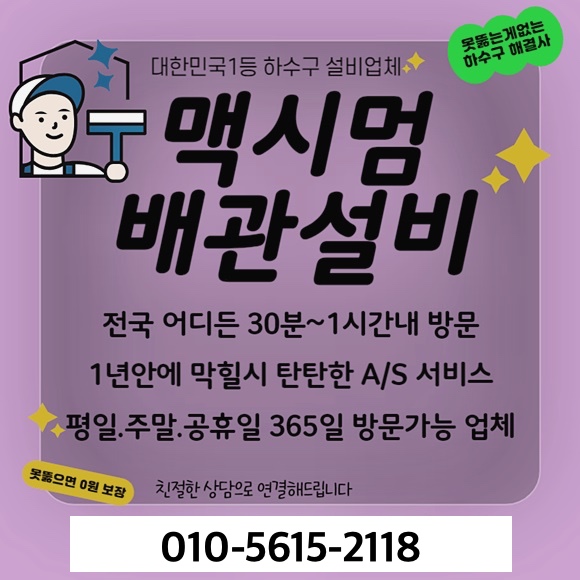 못뚫는게없는
하수구 해결사
대한민국1등 하수구 설비업체
맥시멈
배관설비
전국 어디든 30분~1시간내 방문
1년안에 막힐시 탄탄한 A/S 서비스
평일.주말.공휴일 365일 방문가능 업체
못뚫으면 0원 보장
친절한 상담으로 연결해드립니다
010-5615-2118